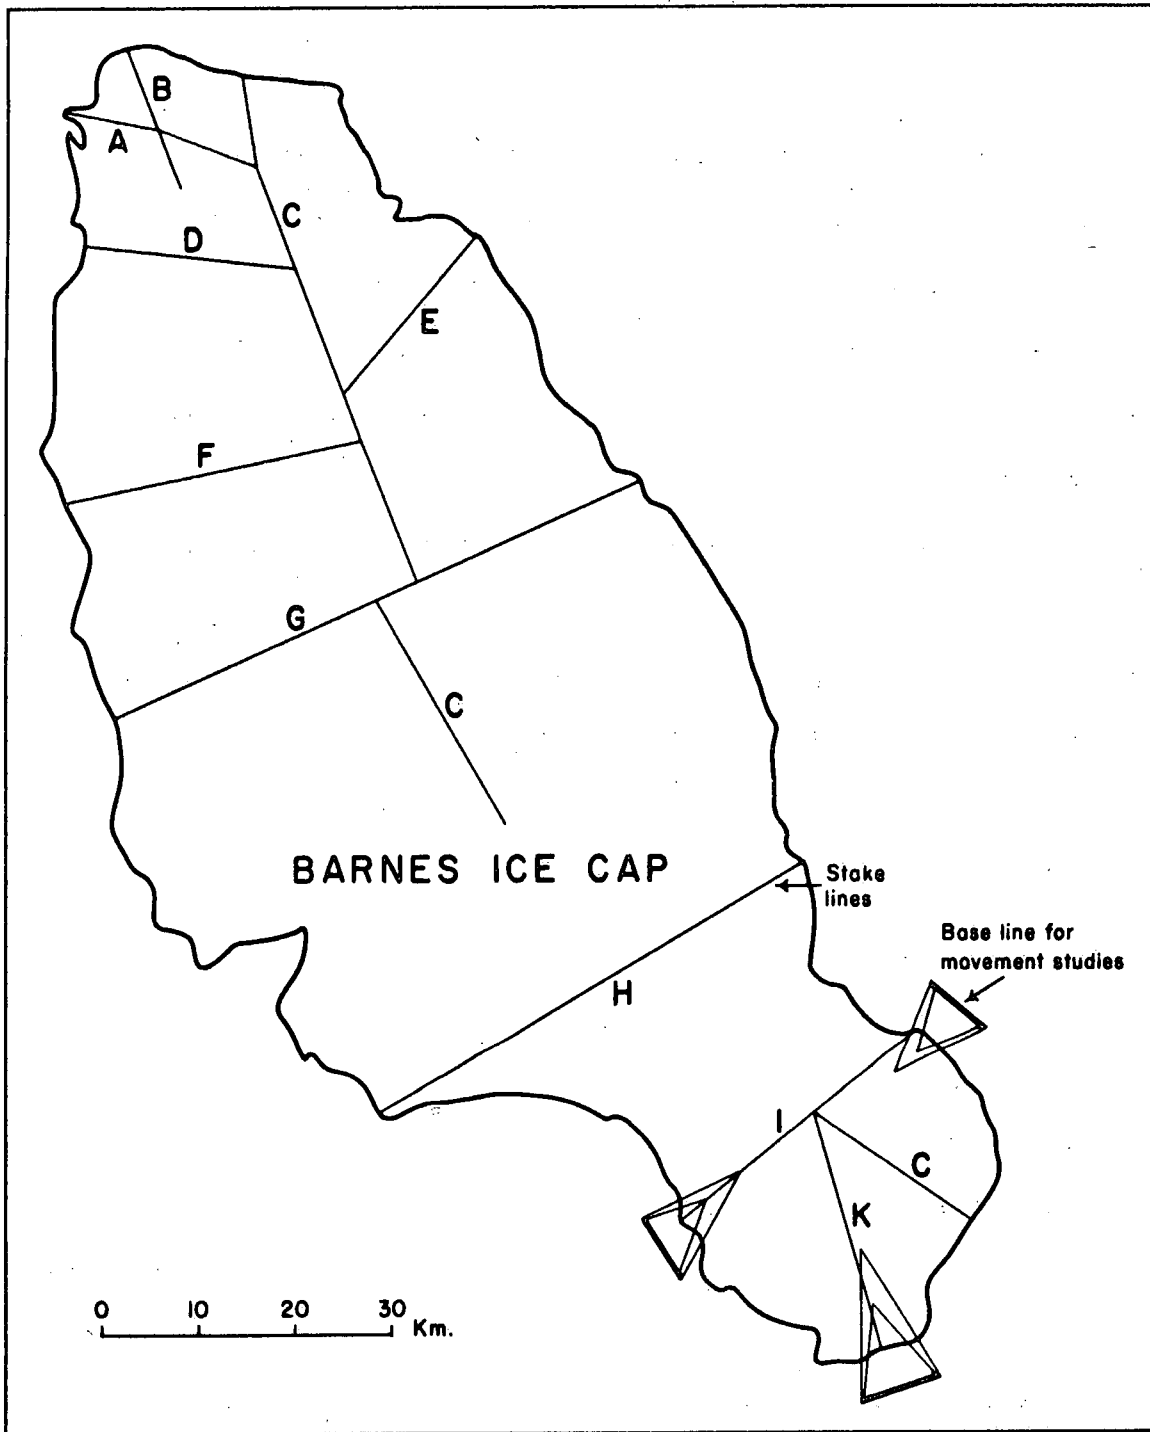 B
A
C
D
E
F
G
C
BARNES ICE CAP
Stake
lines
Base line for
movement studies
H
I
C
K
0 10 20 30
Km.